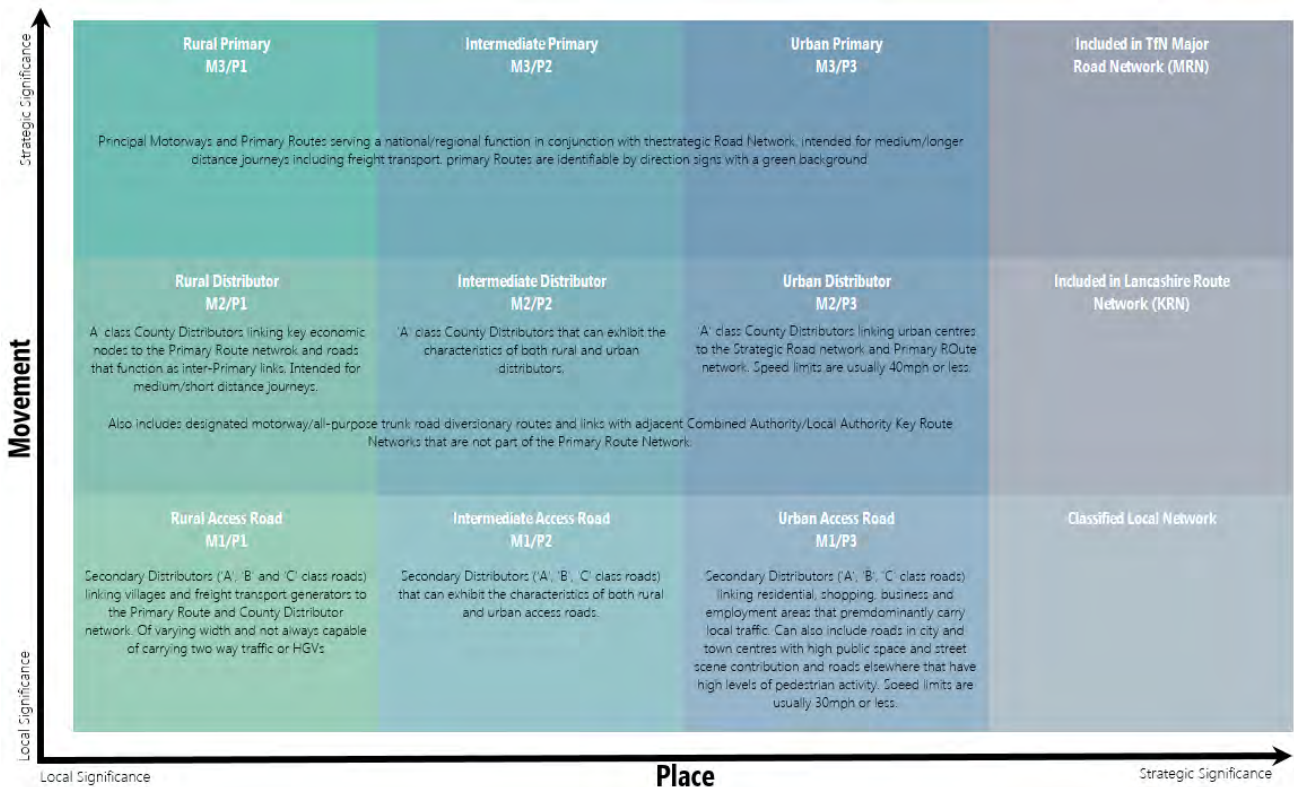 Movement
Strategic Significance
Local Significance
Rural Primary
M3/P1
Intermediate Primary
M3/P2
Urban Primary
M3/P3
Included in TfN Major
Road Network (MRN)
Principal Motorways and Primary Routes serving a national/regional function in conjunction with thestrategic Road Network, intended for medium/longer
distance journeys including freight transport. primary Routes are identifiable by direction signs with a green background
Rural Distributor
M2/P1
A' class County Distributors linking key economic
nodes to the Primary Route netwrok and roads
that function as inter-Primary links. Intended for
medium/short distance journeys.
Intermediate Distributor
M2/P2
'A' class County Distributors that can exhibit the
characteristics of both rural and urban
distributors.
Urban Distributor
M2/P3
A' class County Distributors linking urban centres
to the Strategic Road network and Primary ROute
network. Speed limits are usually 40mph or less.
Included in Lancashire Route
Network (KRN)
Also includes designated motorway/all-purpose trunk road diversionary routes and links with adjacent Combined Authority/Local Authority Key Route
Networks that are not part of the Primary Route Network
Rural Access Road
M1/P1
Secondary Distributors ('A', 'B' and 'C' class roads)
linking villages and freight transport generators to
the Primary Route and County Distributor
network. Of varying width and not always capable
of carrying two way traffic or HGVs
Intermediate Access Road
M1/P2
Secondary Distributors ('A', 'B', 'C' class roads)
that can exhibit the characteristics of both rural
and urban access roads.
Urban Access Road
M1/P3
Secondary Distributors ('A', 'B', 'C' class roads)
linking residential, shopping, business and
employment areas that premdominantly carry
local traffic. Can also include roads in city and
town centres with high public space and street
scene contribution and roads elsewhere that have
high levels of pedestrian activity. Soeed limits are
usually 30mph or less.
Classified Local Network
Local Significance
Place
Strategic Significance